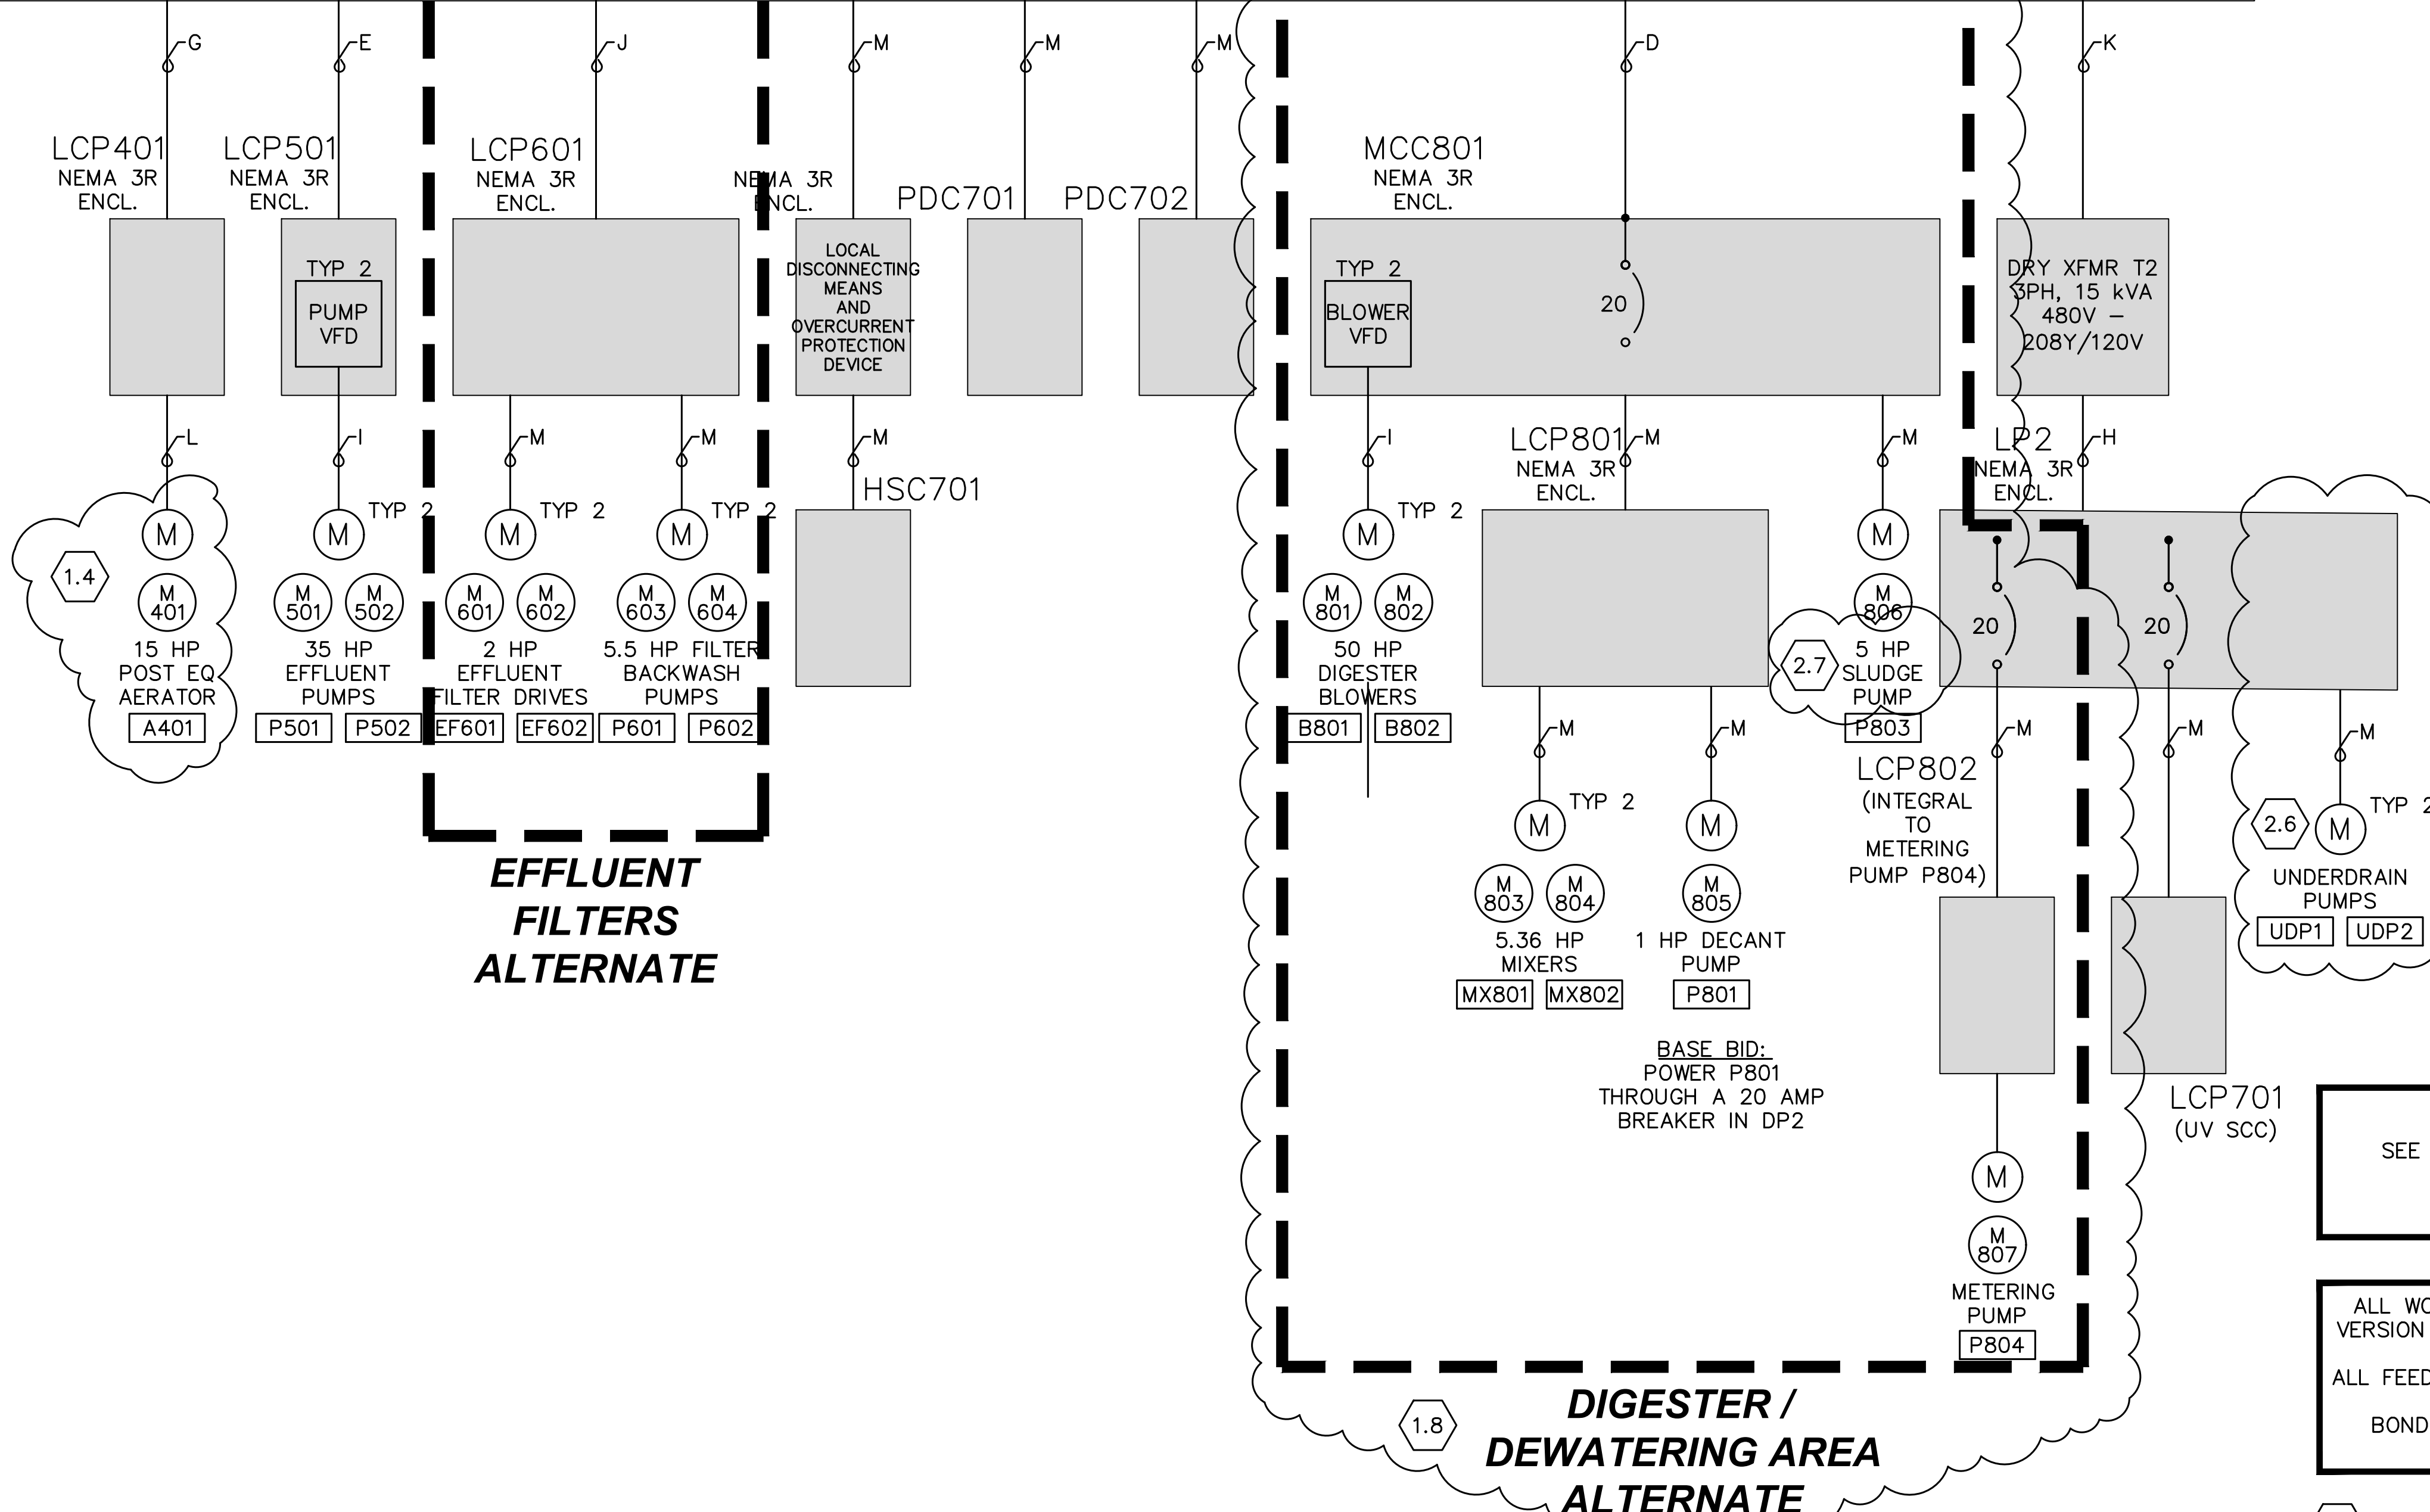 G
E
J
M
M
M
D
K
LCP401
NEMA 3R
ENCL.
LCP501
NEMA 3R
ENCL.
LCP601
NEMA 3R
ENCL.
NEMA 3R
ENCL.
PDC701
PDC702
MCC801
NEMA 3R
ENCL.
TYP 2
PUMP
VFD
LOCAL
DISCONNECTING
MEANS
AND
OVERCURRENT
PROTECTION
DEVICE
TYP 2
BLOWER
VFD
20
DRY XFMR T2
3PH, 15 kVA
480V –
208Y/120V
L
I
M
M
M
I
LCP801
NEMA 3R
ENCL.
M
M
LP2
NEMA 3R
ENCL.
H
HSC701
1.4
M
M
401
15 HP
POST EQ
AERATOR
A401
M
TYP 2
M
501
M
502
35 HP
EFFLUENT
PUMPS
P501
P502
M
TYP 2
M
601
M
602
2 HP
EFFLUENT
FILTER DRIVES
EF601
EF602
M
TYP 2
M
603
M
604
5.5 HP FILTER
BACKWASH
PUMPS
P601
P602
M
TYP 2
M
801
M
802
50 HP
DIGESTER
BLOWERS
B801
B802
M
M
806
2.7
5 HP
SLUDGE
PUMP
P803
20
20
M
M
M
M
M
LCP802
(INTEGRAL
TO
METERING
PUMP P804)
M
TYP 2
M
803
M
804
5.36 HP
MIXERS
MX801
MX802
M
M
805
1 HP DECANT
PUMP
P801
2.6
M
TYP 2
UNDERDRAIN
PUMPS
UDP1
UDP2
EFFLUENT
FILTERS
ALTERNATE
BASE BID:
POWER P801
THROUGH A 20 AMP
BREAKER IN DP2
LCP701
(UV SCC)
SEE
M
M
807
METERING
PUMP
P804
ALL WO
VERSION
ALL FEED
BOND
1.8
DIGESTER /
DEWATERING AREA
ALTERNATE